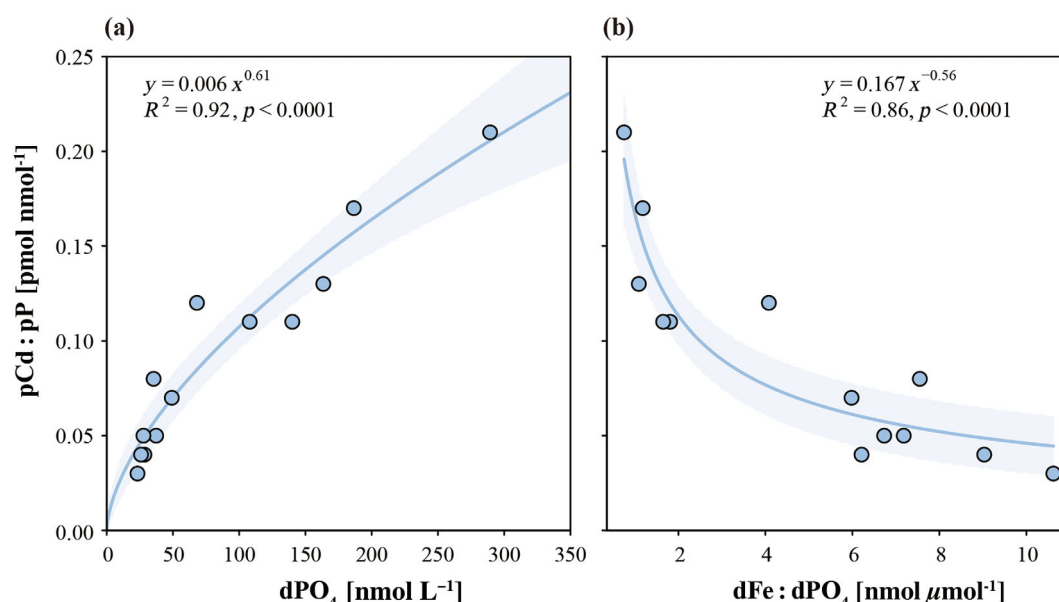 (a)
(b)
y = 0.006 x^0.61
R² = 0.92, p < 0.0001
y = 0.167 x^−0.56
R² = 0.86, p < 0.0001
pCd : pP [pmol nmol⁻¹]
0.25
0.20
0.15
0.10
0.05
0.00
0 50 100 150 200 250 300 350
2 4 6 8 10
dPO₄ [nmol L⁻¹]
dFe : dPO₄ [nmol μmol⁻¹]